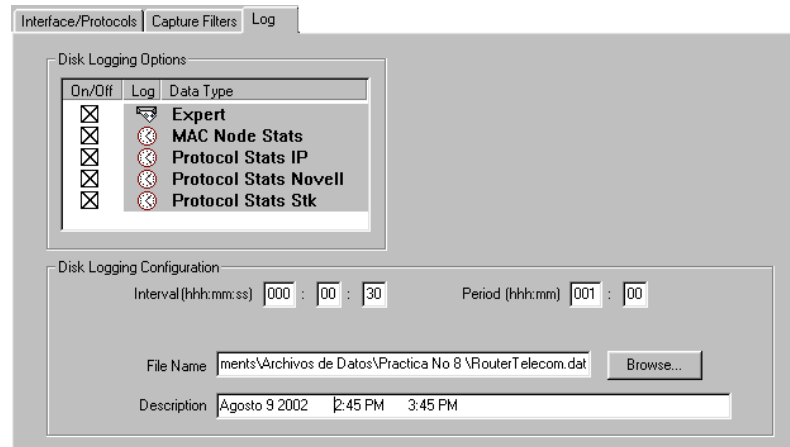 Interface/Protocols Capture Filters Log
Disk Logging Options
On/Off Log Data Type
Expert
MAC Node Stats
Protocol Stats IP
Protocol Stats Novell
Protocol Stats Stk
Disk Logging Configuration
Interval(hhh:mm:ss) 000 : 00 : 30 Period (hhh:mm) 001 : 00
File Name ments\Archivos de Datos\Practica No 8 \RouterTelecom.dat Browse...
Description Agosto 9 2002 2:45 PM 3:45 PM